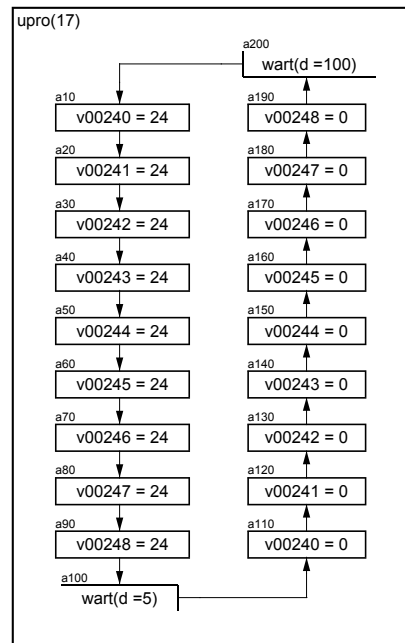 upro(17)
a200
wart(d =100)
a10
v00240 = 24
a190
v00248 = 0
a20
v00241 = 24
a180
v00247 = 0
a30
v00242 = 24
a170
v00246 = 0
a40
v00243 = 24
a160
v00245 = 0
a50
v00244 = 24
a150
v00244 = 0
a60
v00245 = 24
a140
v00243 = 0
a70
v00246 = 24
a130
v00242 = 0
a80
v00247 = 24
a120
v00241 = 0
a90
v00248 = 24
a110
v00240 = 0
a100
wart(d =5)